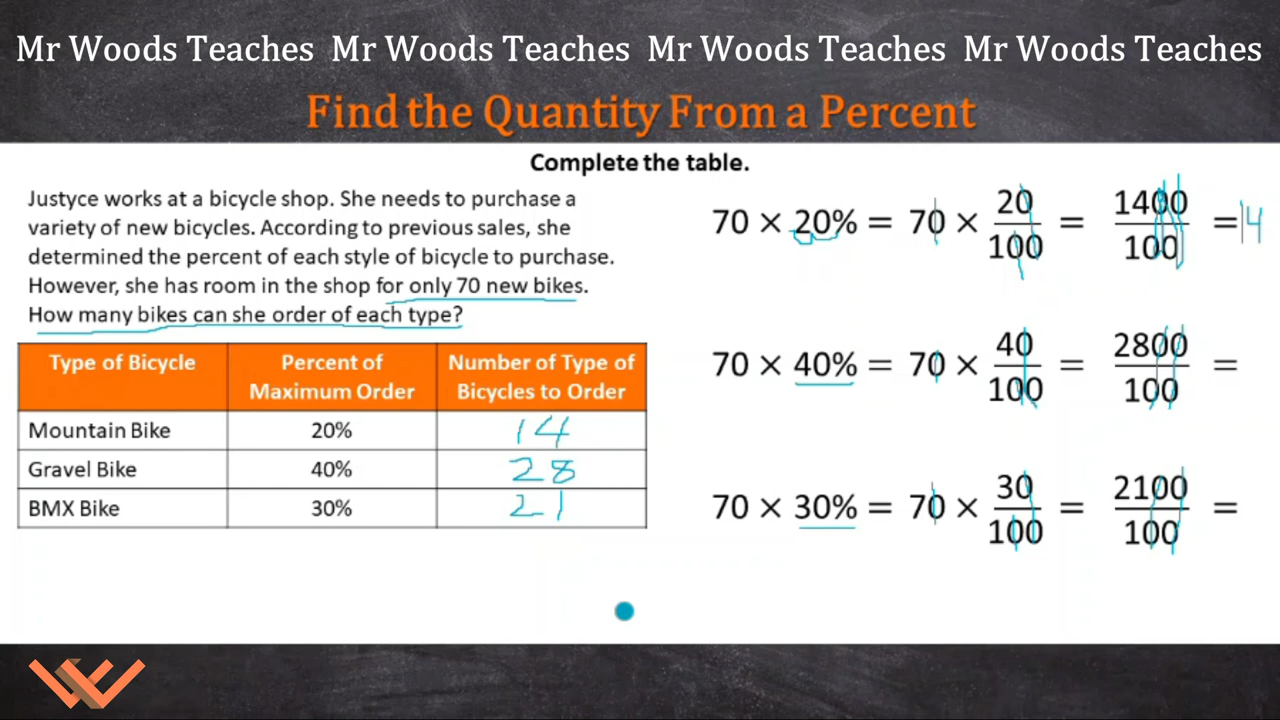 Mr Woods Teaches Mr Woods Teaches Mr Woods Teaches Mr Woods Teaches
Find the Quantity From a Percent
Complete the table.
Justyce works at a bicycle shop. She needs to purchase a
variety of new bicycles. According to previous sales, she
determined the percent of each style of bicycle to purchase.
However, she has room in the shop for only 70 new bikes.
How many bikes can she order of each type?
Type of Bicycle Percent of Maximum Order Number of Type of Bicycles to Order
Mountain Bike 20% 14
Gravel Bike 40% 28
BMX Bike 30% 21
70 × 20% = 70 × 20/100 = 1400/100 = 14
70 × 40% = 70 × 40/100 = 2800/100 =
70 × 30% = 70 × 30/100 = 2100/100 =